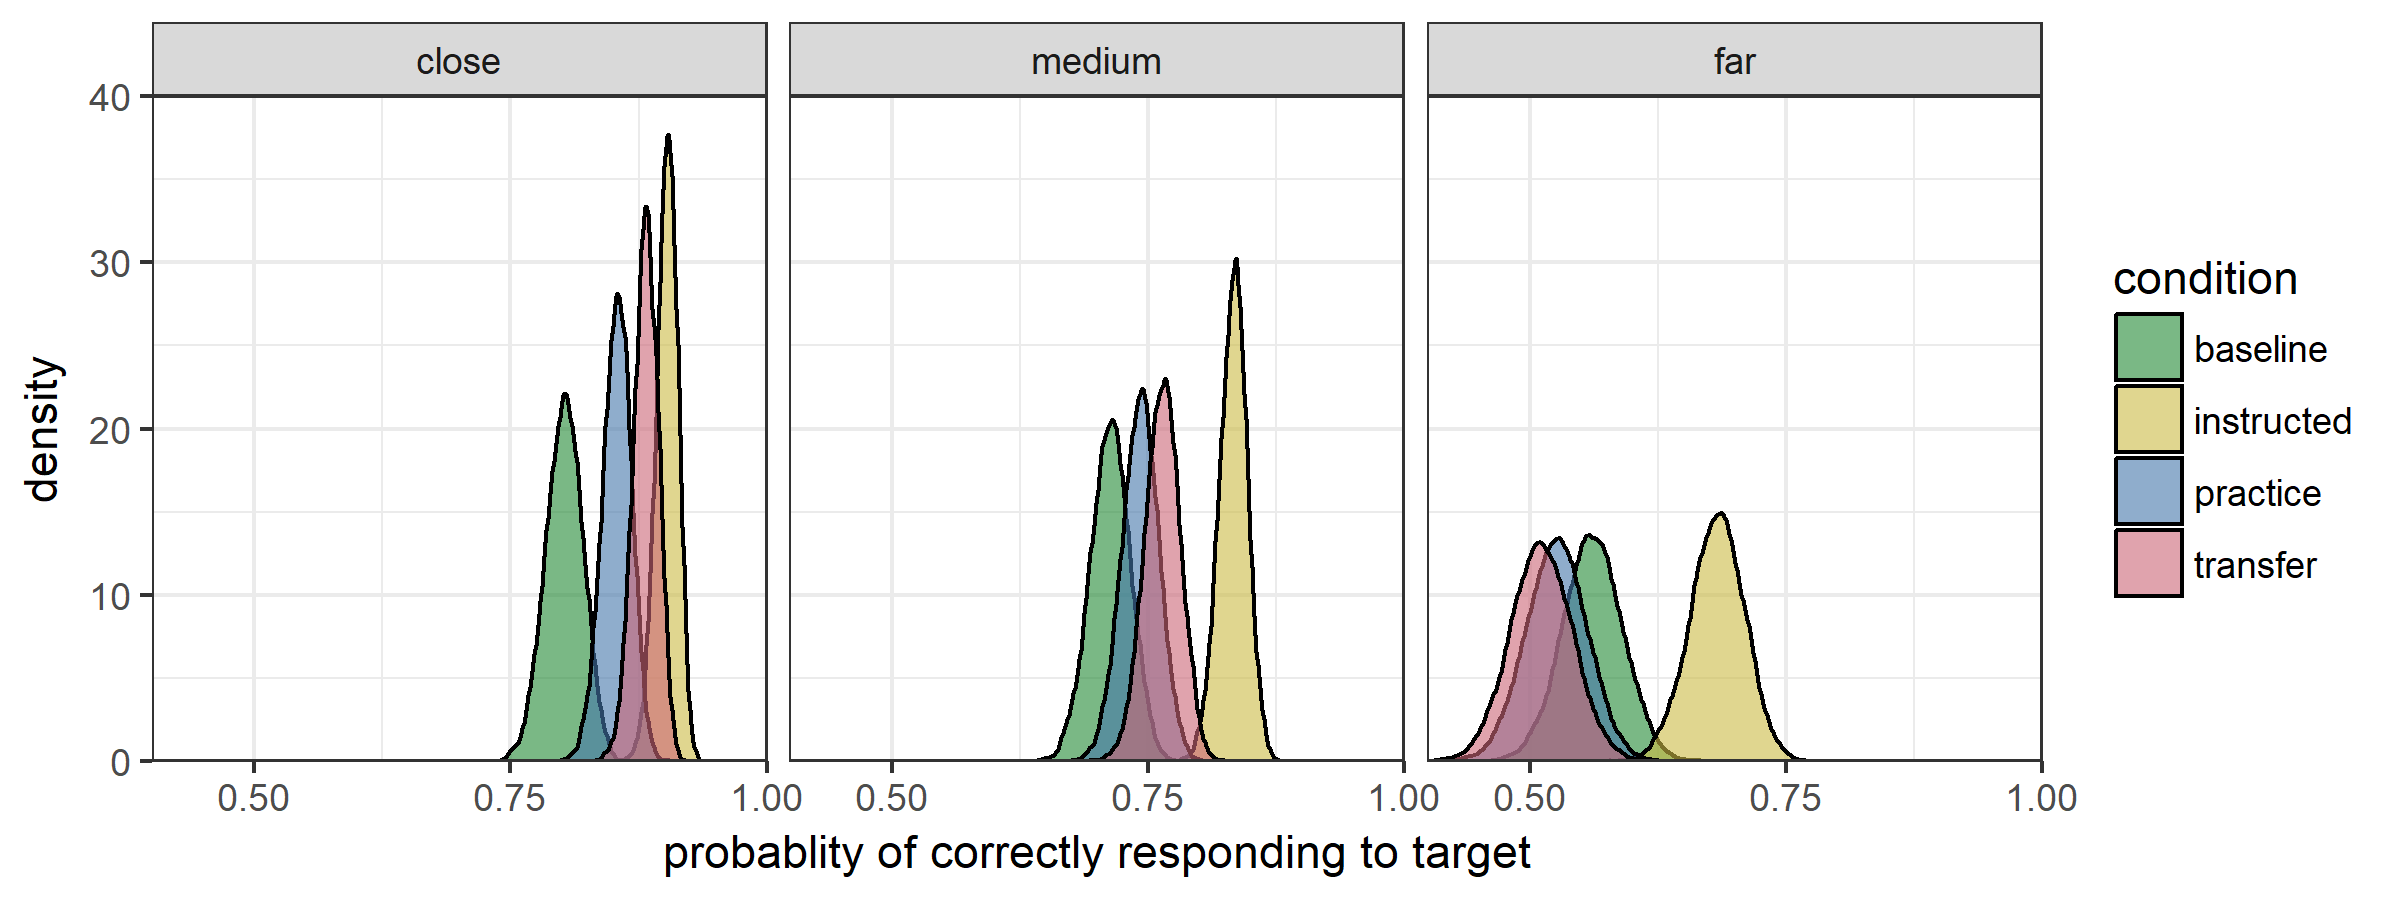 close medium far
40
30
20
10
0
density
0.50 0.75 1.00 0.50 0.75 1.00 0.50 0.75 1.00
probablity of correctly responding to target
condition
baseline
instructed
practice
transfer